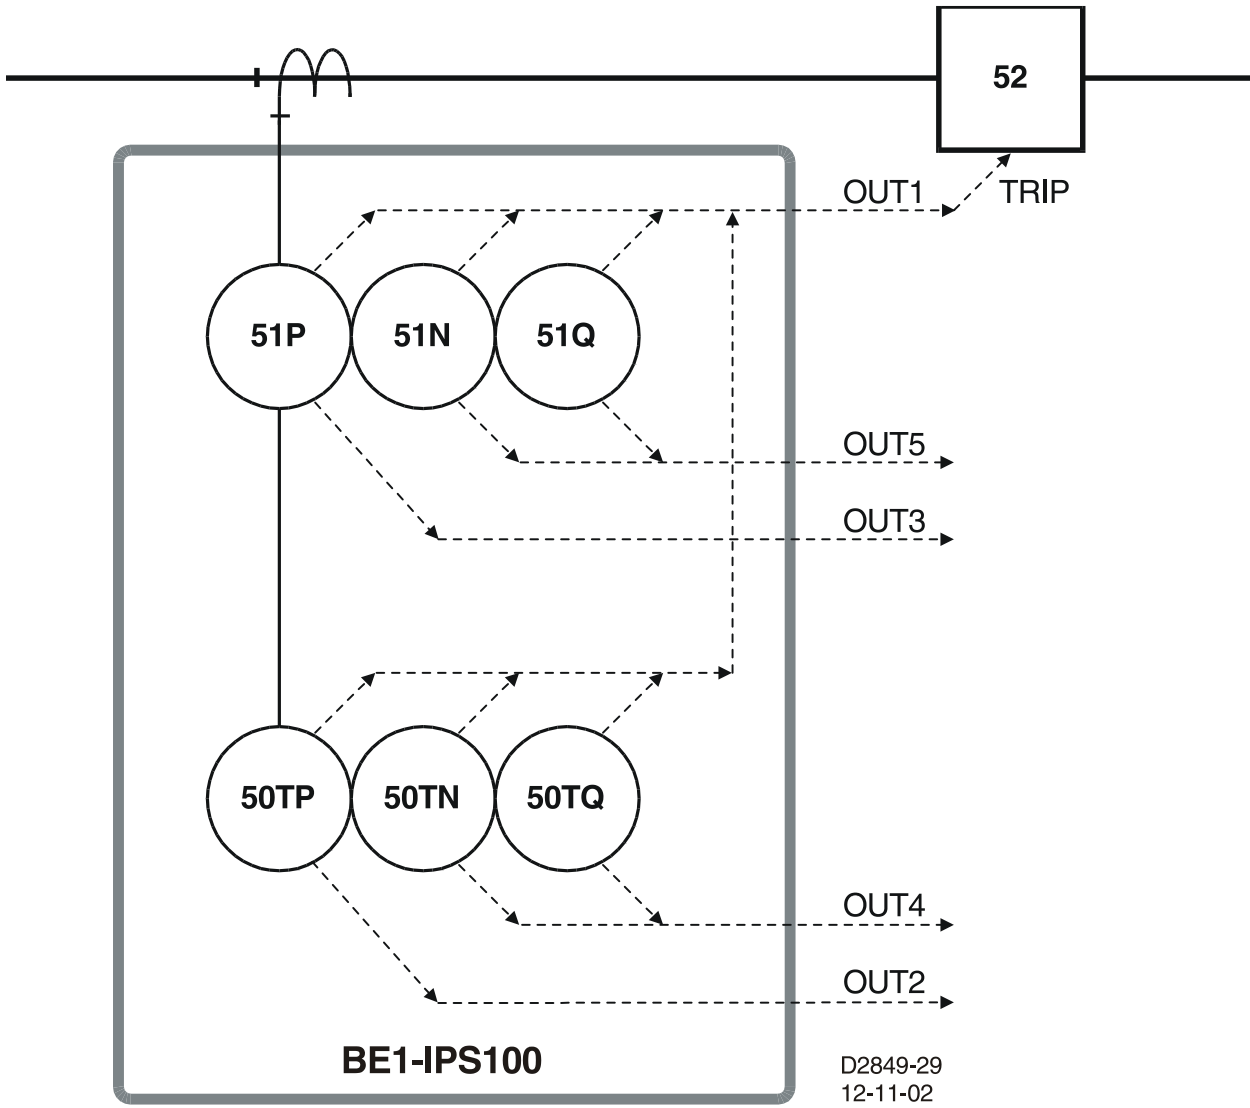 52
OUT1
TRIP
51P
51N
51Q
OUT5
OUT3
50TP
50TN
50TQ
OUT4
OUT2
BE1-IPS100
D2849-29
12-11-02